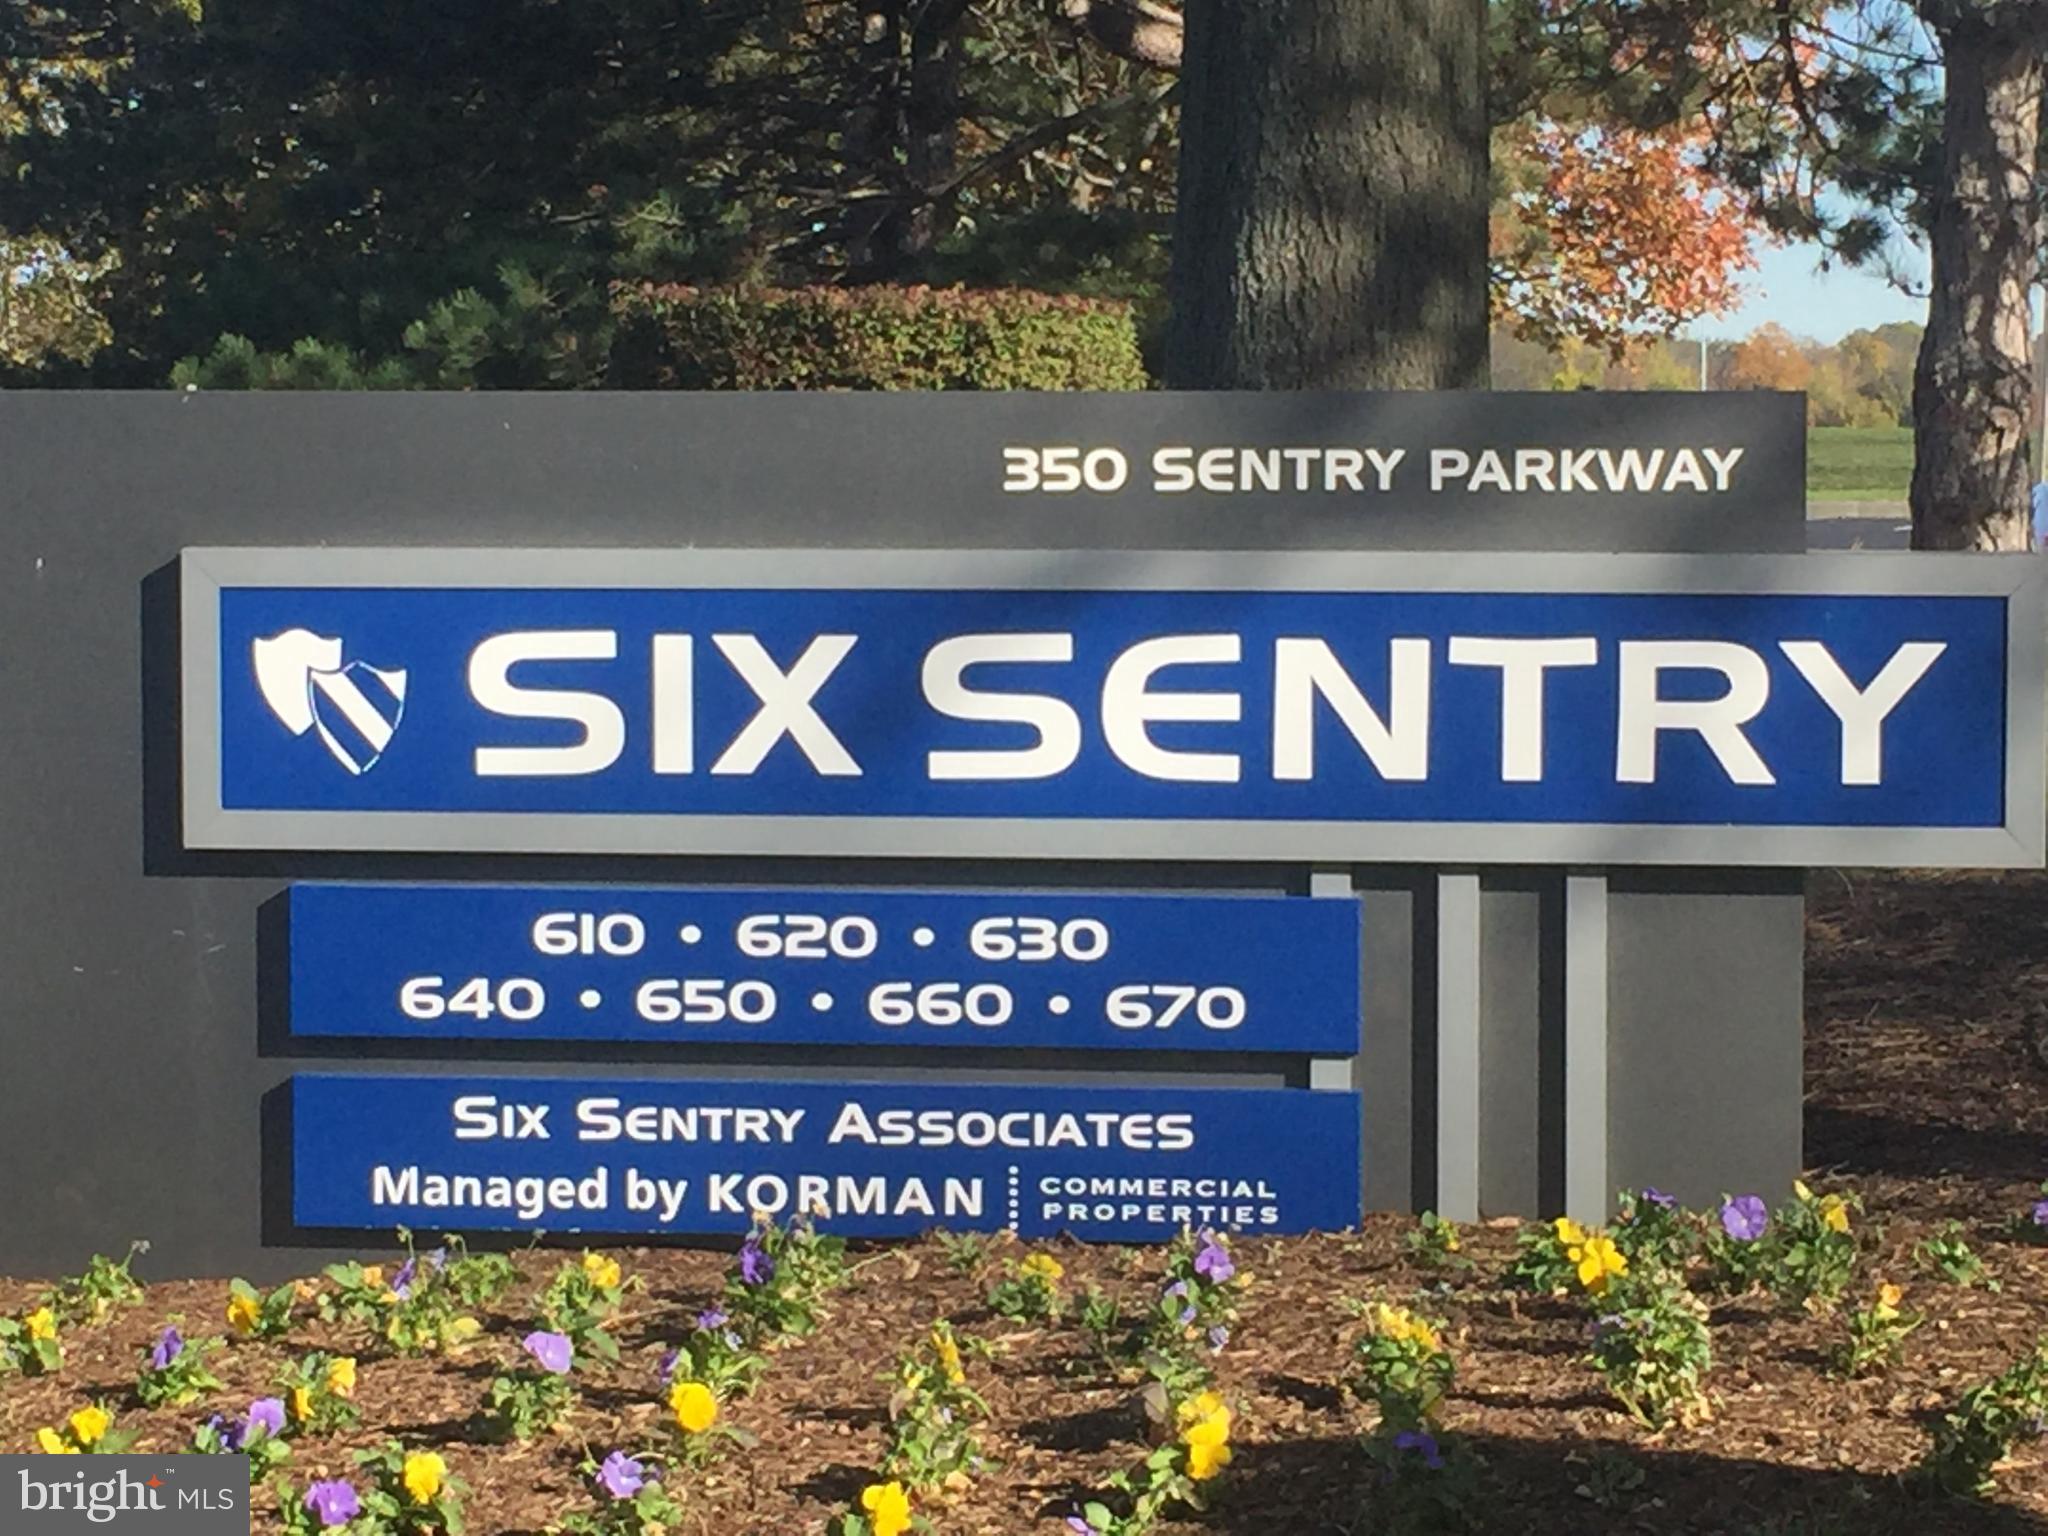 350 SENTRY PARKWAY
SIX SENTRY
610 • 620 • 630
640 • 650 • 660 • 670
SIX SENTRY ASSOCIATES
Managed by KORMAN COMMERCIAL PROPERTIES
bright™ MLS